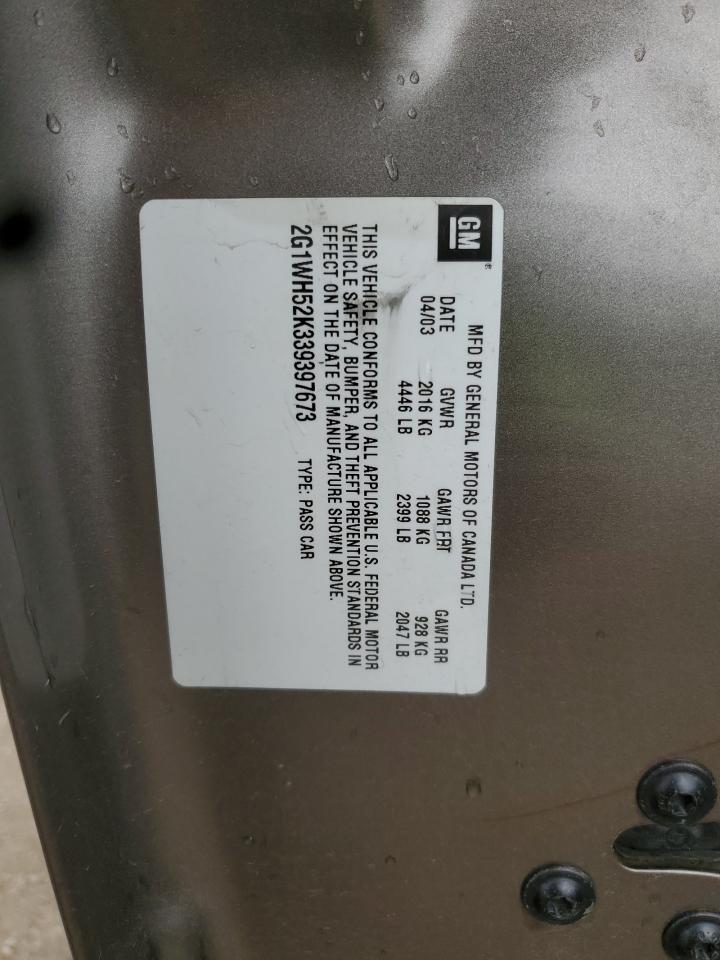 GM®
MFD BY GENERAL MOTORS OF CANADA LTD.
DATE GVWR GAWR FRT GAWR RR
04/03 2016 KG 1088 KG 928 KG
4446 LB 2399 LB 2047 LB
THIS VEHICLE CONFORMS TO ALL APPLICABLE U.S. FEDERAL MOTOR
VEHICLE SAFETY, BUMPER, AND THEFT PREVENTION STANDARDS IN
EFFECT ON THE DATE OF MANUFACTURE SHOWN ABOVE.
2G1WH52K339397673 TYPE: PASS CAR